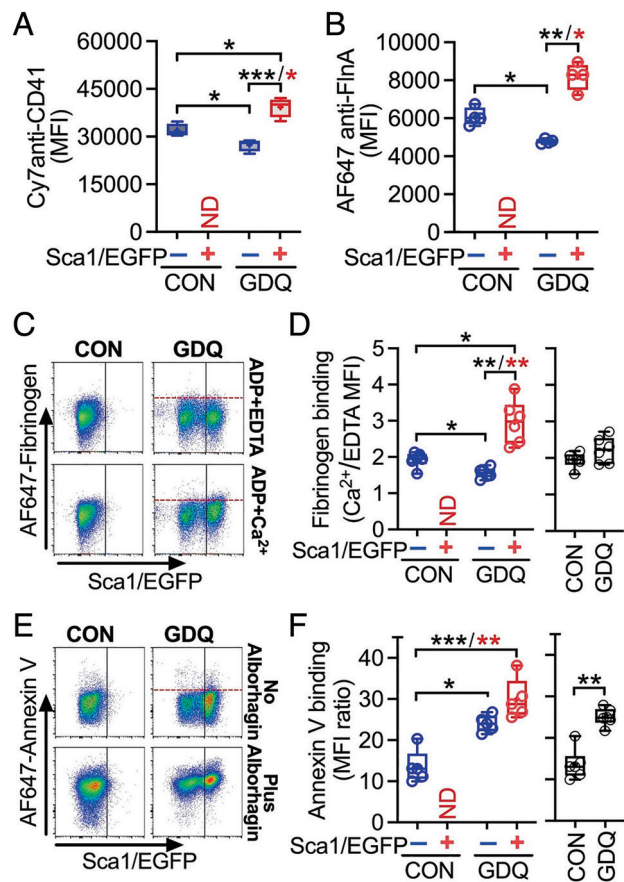 A
Cy7anti-CD41
(MFI)
60000
45000
30000
15000
0
*
*
***/*
ND
Sca1/EGFP
− + − +
CON GDQ
B
AF647 anti-FlnA
(MFI)
10000
8000
6000
4000
2000
0
*
**/*
ND
Sca1/EGFP
− + − +
CON GDQ
C
CON GDQ
AF647-Fibrinogen
ADP+EDTA
ADP+Ca2+
Sca1/EGFP
D
Fibrinogen binding
(Ca2+/EDTA MFI)
5
4
3
2
1
0
*
**/**
*
ND
Sca1/EGFP
− + − +
CON GDQ
CON
GDQ
E
CON GDQ
AF647-Annexin V
No
Alborhagin
Plus
Alborhagin
Sca1/EGFP
F
Annexin V binding
(MFI ratio)
40
30
20
10
0
***/**
*
ND
Sca1/EGFP
− + − +
CON GDQ
**
CON
GDQ